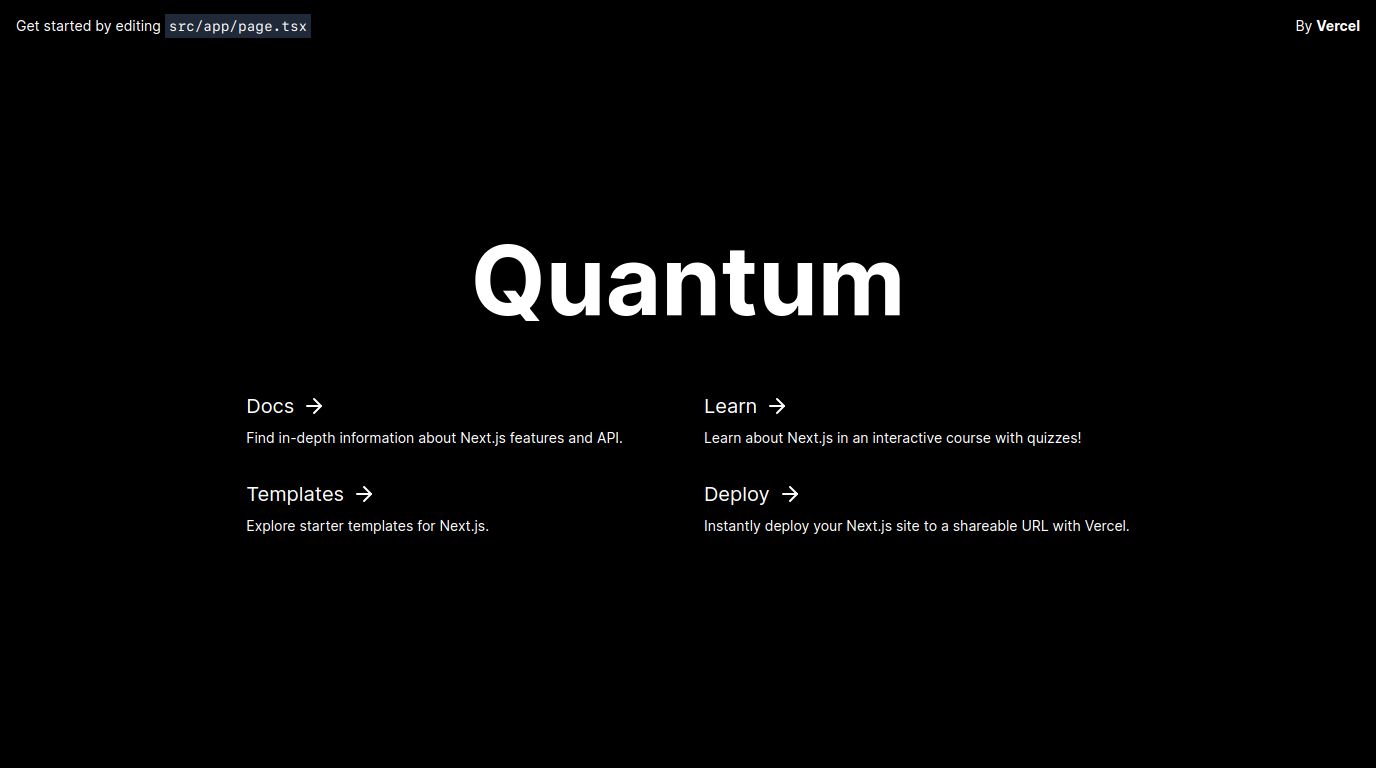 Get started by editing src/app/page.tsx
By Vercel
Quantum
Docs →
Find in-depth information about Next.js features and API.
Learn →
Learn about Next.js in an interactive course with quizzes!
Templates →
Explore starter templates for Next.js.
Deploy →
Instantly deploy your Next.js site to a shareable URL with Vercel.